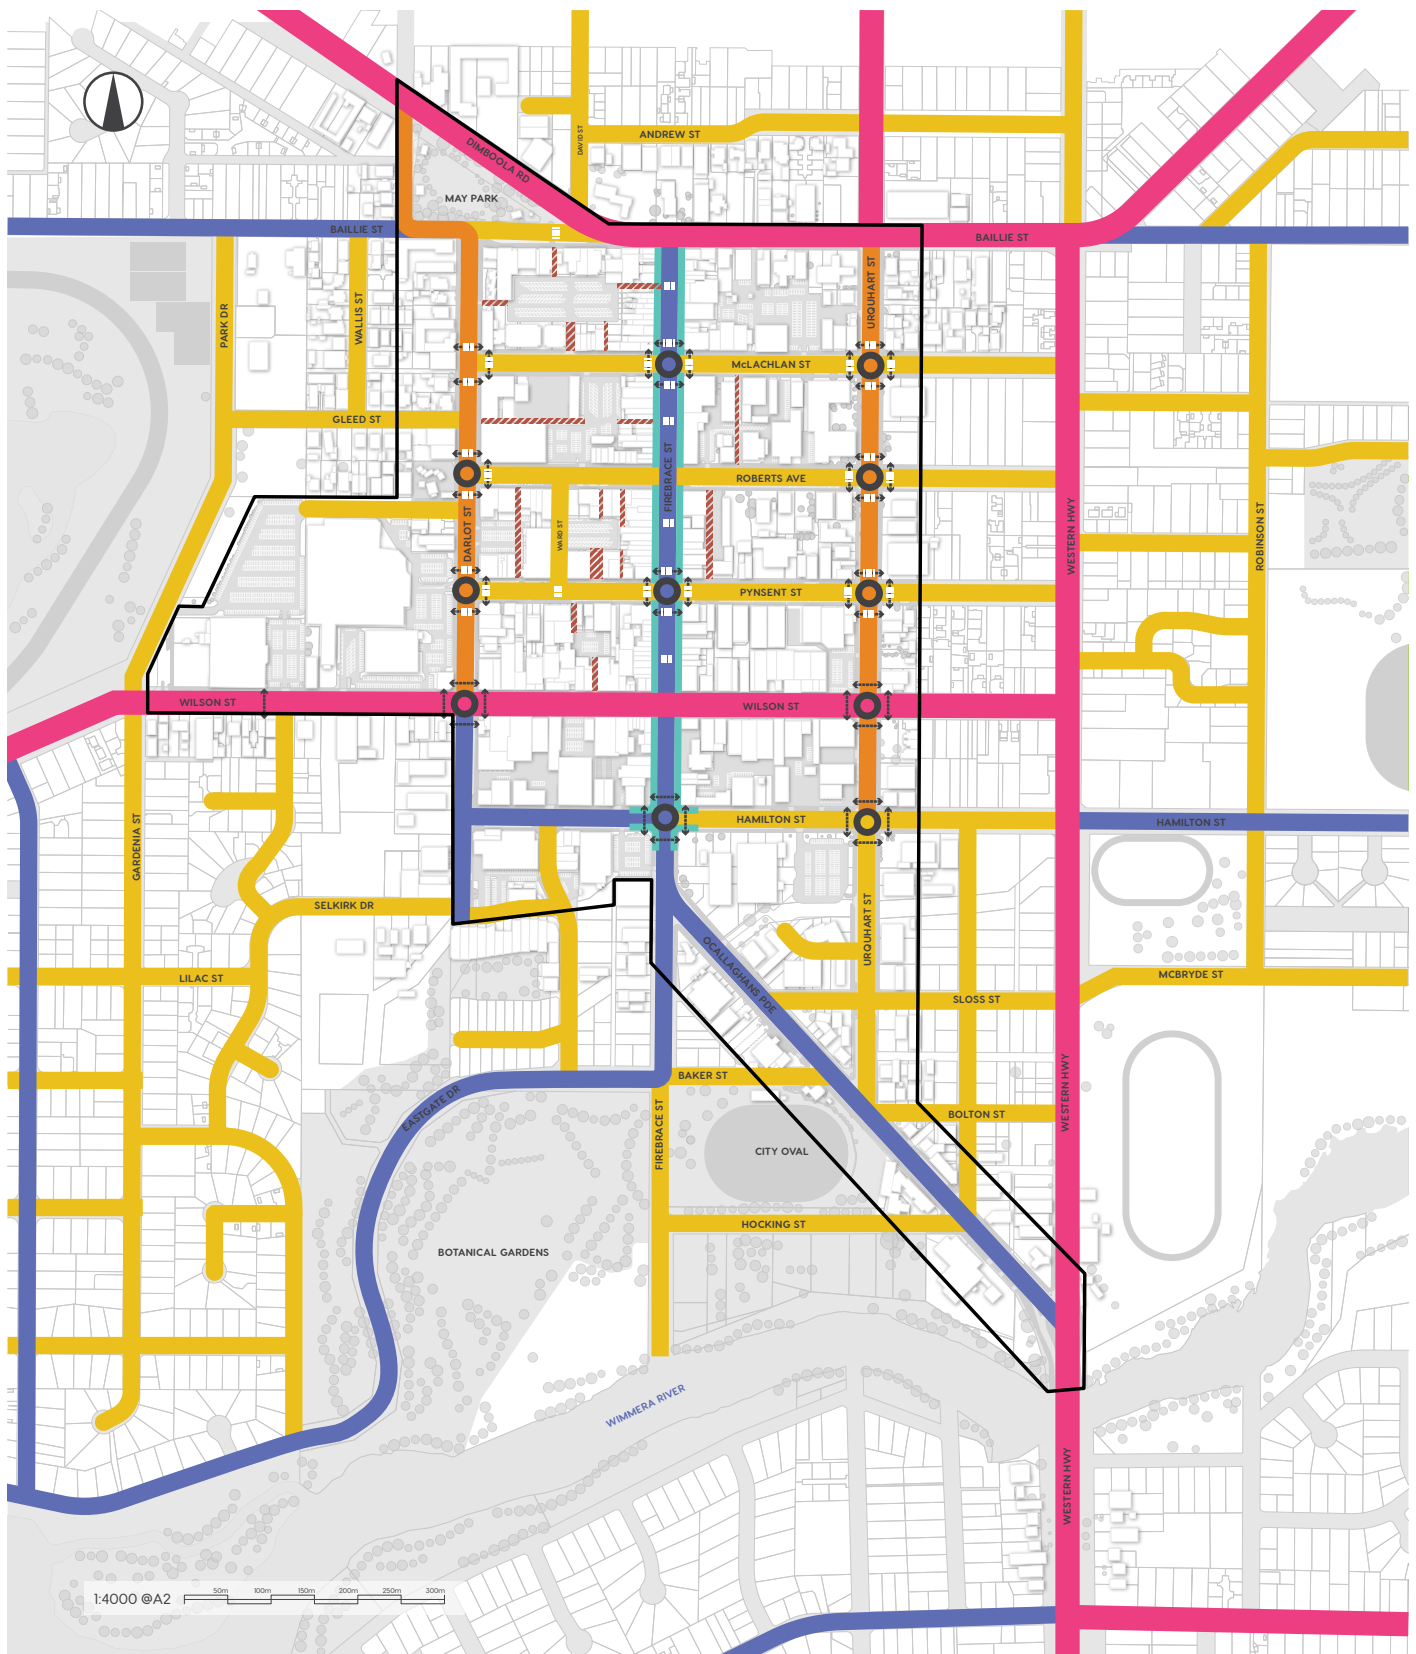 DAVID ST
ANDREW ST
DIMBOOLA RD
MAY PARK
BAILLIE ST
BAILLIE ST
PARK DR
WALLIS ST
URQUHART ST
McLACHLAN ST
GLEED ST
FIREBRACE ST
ROBERTS AVE
DARLOT ST
WARD ST
WESTERN HWY
ROBINSON ST
PYNSENT ST
WILSON ST
WILSON ST
GARDENIA ST
HAMILTON ST
HAMILTON ST
SELKIRK DR
URQUHART ST
OCALLAGHANS PDE
LILAC ST
MCBRYDE ST
SLOSS ST
BAKER ST
WESTERN HWY
EASTGATE DR
BOLTON ST
FIREBRACE ST
CITY OVAL
HOCKING ST
BOTANICAL GARDENS
WIMMERA RIVER
WESTERN HWY
50m 100m 150m 200m 250m 300m
1:4000 @A2